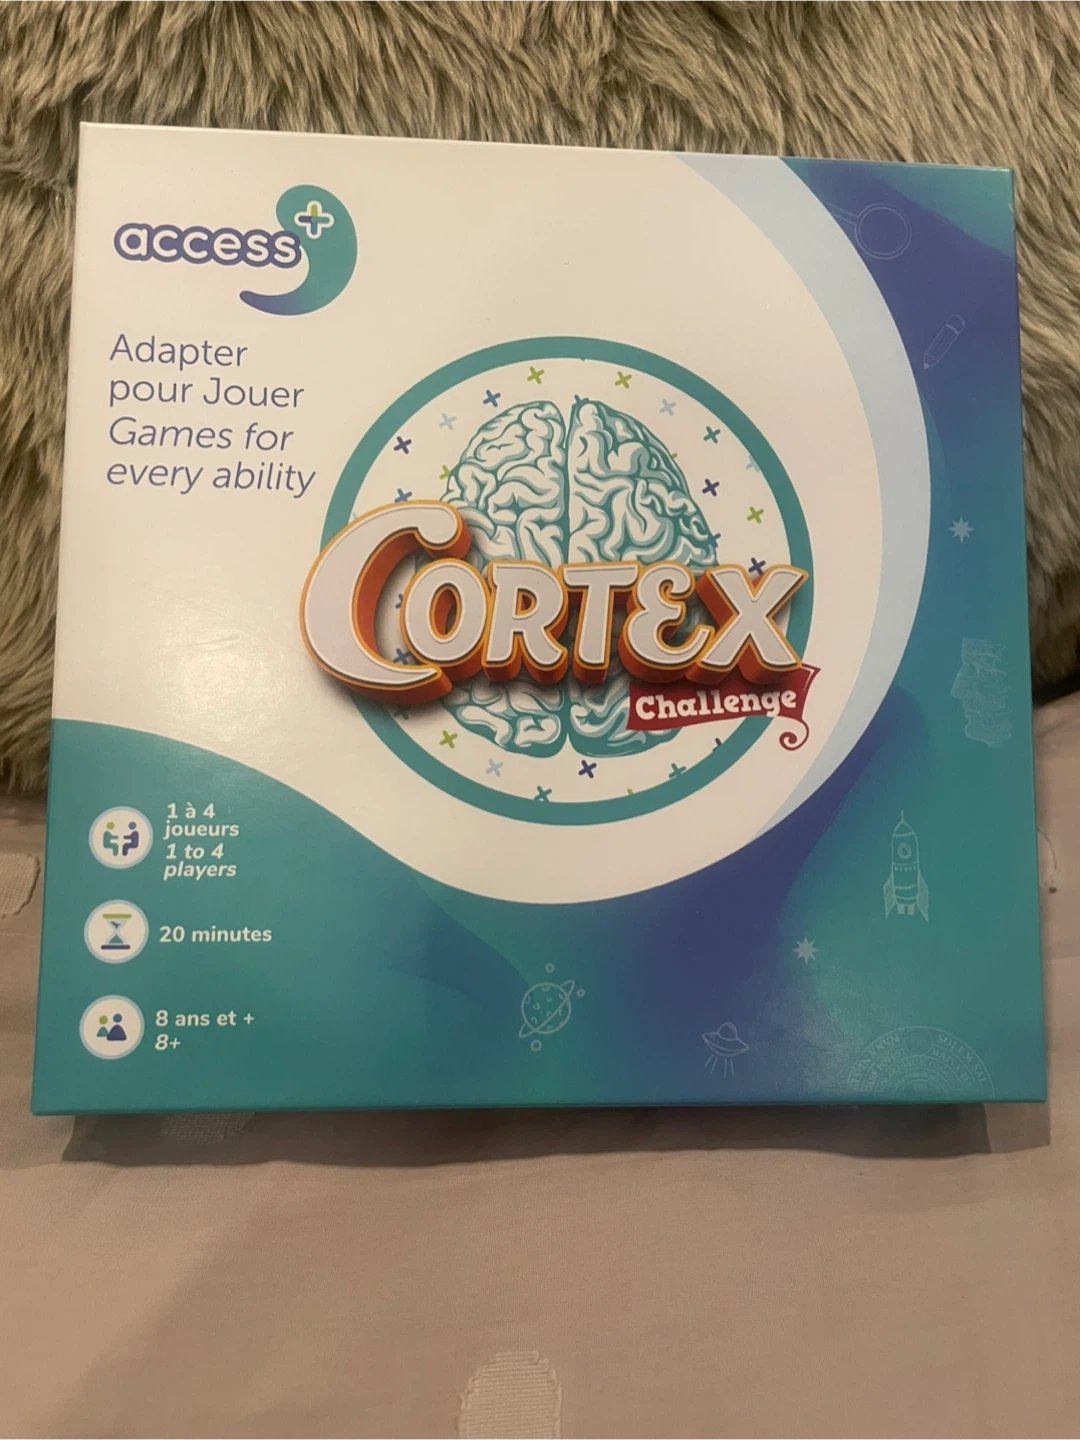 access+
Adapter
pour Jouer
Games for
every ability
CORTEX
Challenge
1 à 4
joueurs
1 to 4
players
20 minutes
8 ans et +
8+